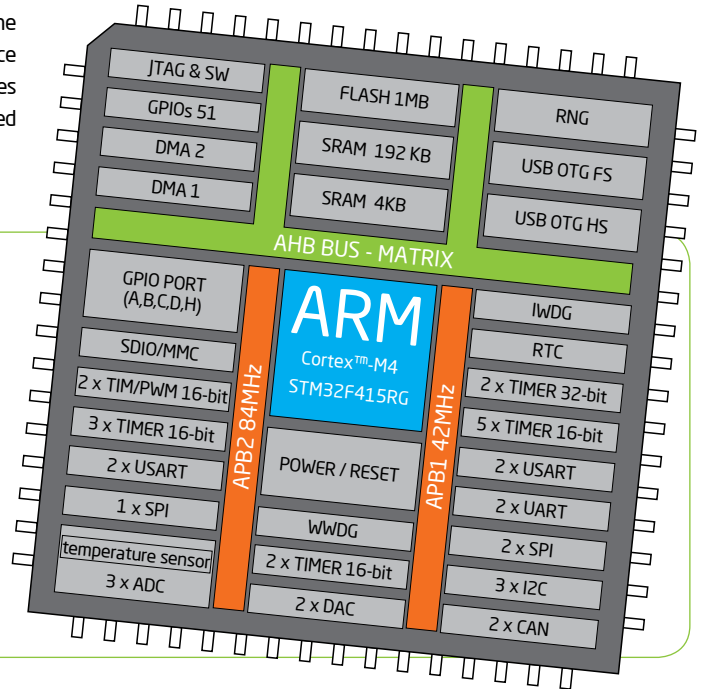 ne
ce
es
ed
JTAG & SW
GPIOs 51
DMA 2
DMA 1
FLASH 1MB
SRAM 192 KB
SRAM 4KB
RNG
USB OTG FS
USB OTG HS
AHB BUS - MATRIX
GPIO PORT
(A,B,C,D,H)
SDIO/MMC
2 x TIM/PWM 16-bit
3 x TIMER 16-bit
2 x USART
1 x SPI
temperature sensor
3 x ADC
APB2 84MHz
ARM
Cortex™-M4
STM32F415RG
POWER / RESET
WWDG
2 x TIMER 16-bit
2 x DAC
APB1 42MHz
IWDG
RTC
2 x TIMER 32-bit
5 x TIMER 16-bit
2 x USART
2 x UART
2 x SPI
3 x I2C
2 x CAN